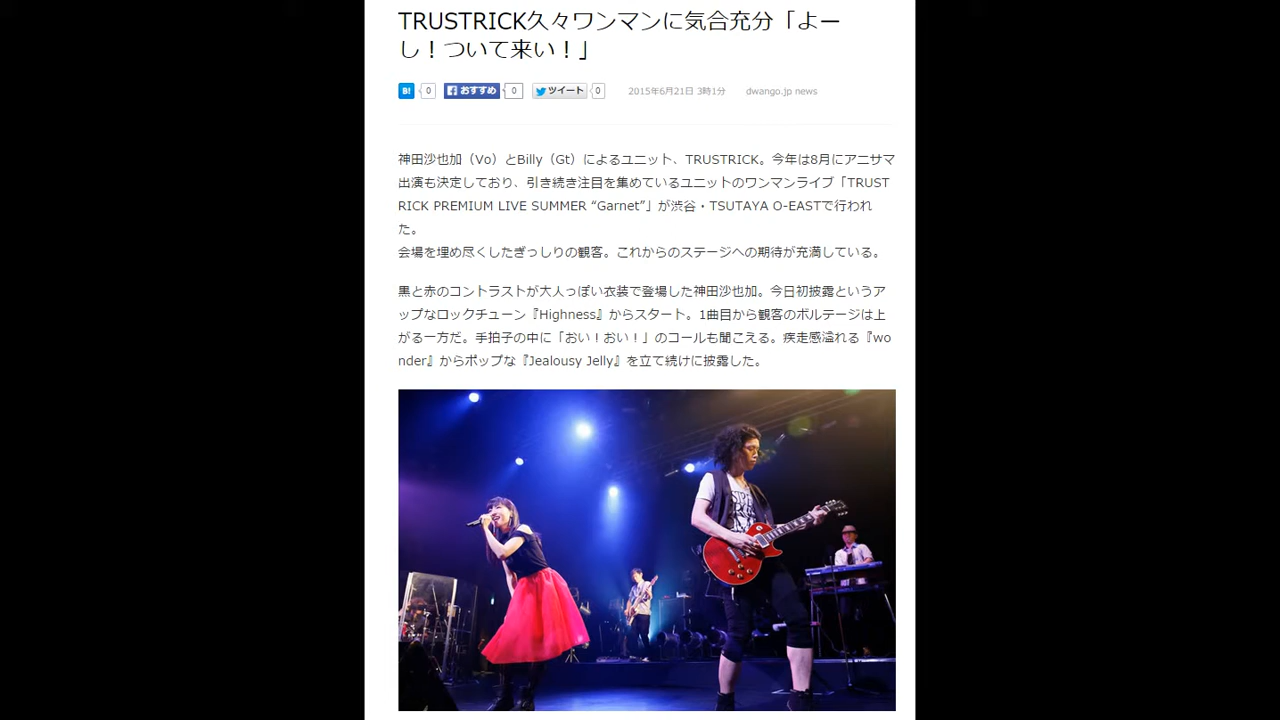 TRUSTRICK久々ワンマンに気合充分「よー
し！ついて来い！」
B! 0 おすすめ 0 ツイート 0 2015年6月21日 3時1分 dwango.jp news
神田沙也加（Vo）とBilly（Gt）によるユニット、TRUSTRICK。今年は8月にアニサマ
出演も決定しており、引き続き注目を集めているユニットのワンマンライブ「TRUST
RICK PREMIUM LIVE SUMMER “Garnet”」が渋谷・TSUTAYA O-EASTで行われ
た。
会場を埋め尽くしたぎっしりの観客。これからのステージへの期待が充満している。
黒と赤のコントラストが大人っぽい衣装で登場した神田沙也加。今日初披露というア
ップなロックチューン『Highness』からスタート。1曲目から観客のボルテージは上
がる一方だ。手拍子の中に「おい！おい！」のコールも聞こえる。疾走感溢れる『wo
nder』からポップな『Jealousy Jelly』を立て続けに披露した。